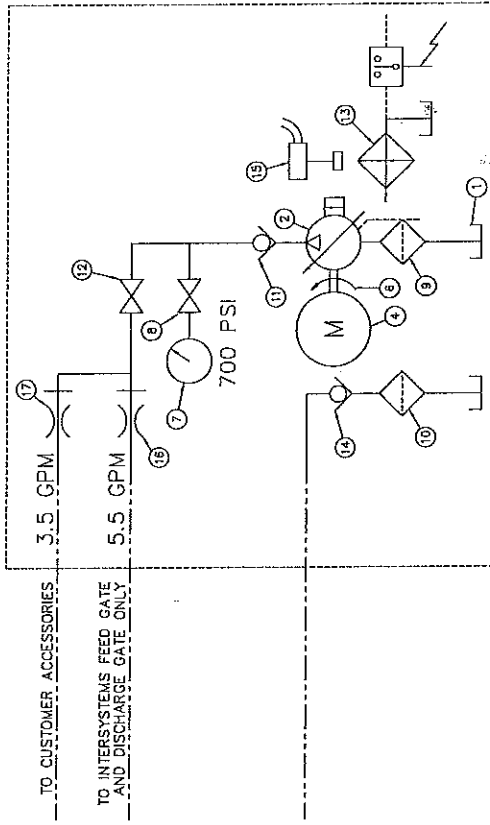 TO CUSTOMER ACCESSORIES
3.5 GPM
17
TO INTERSYSTEMS FEED GATE
AND DISCHARGE GATE ONLY
5.5 GPM
16
12
8
7
700 PSI
11
2
15
13
M
6
4
9
1
14
10